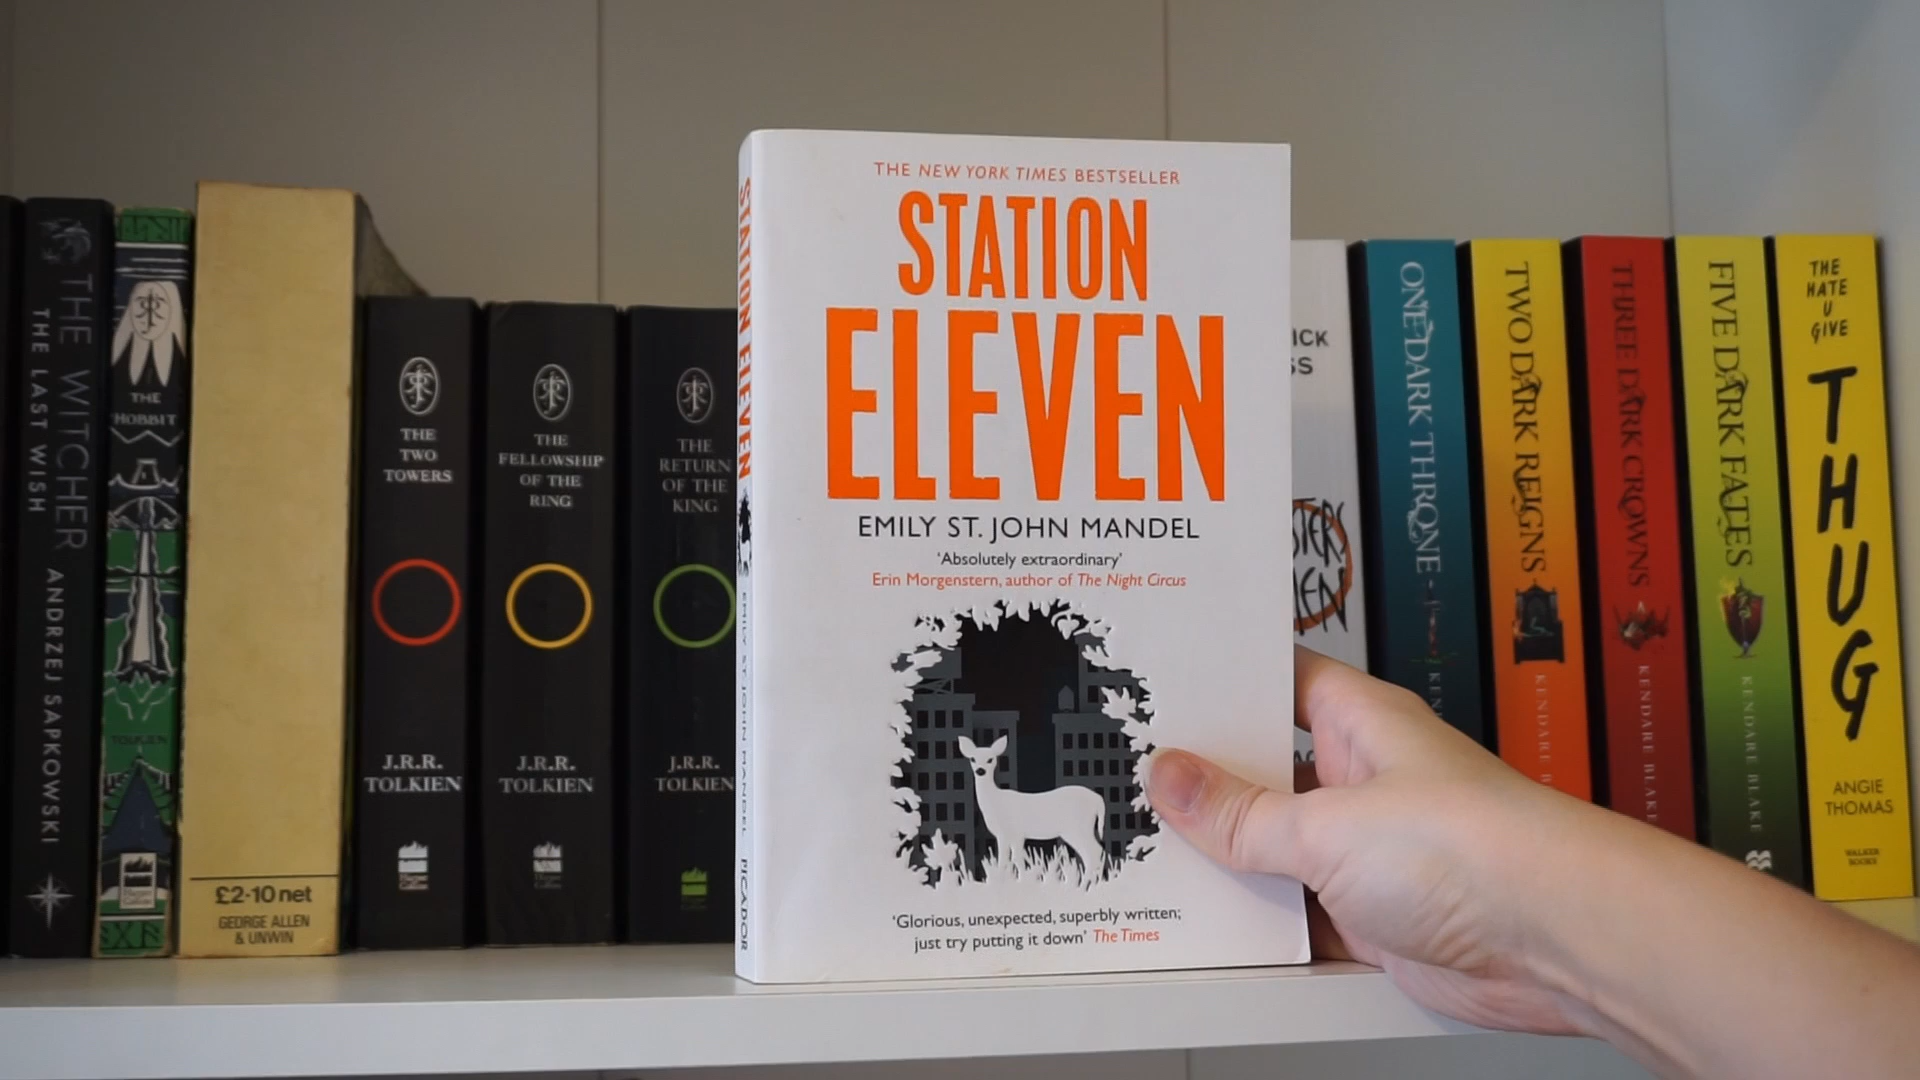 THE WITCHER
THE LAST WISH
ANDRZEJ SAPKOWSKI
THE
HOBBIT
TOLKIEN
£2·10 net
GEORGE ALLEN
& UNWIN
THE
TWO
TOWERS
J.R.R.
TOLKIEN
THE
FELLOWSHIP
OF THE
RING
J.R.R.
TOLKIEN
THE
RETURN
OF THE
KING
J.R.R.
TOLKIEN
STATION ELEVEN
EMILY ST. JOHN MANDEL
PICADOR
THE NEW YORK TIMES BESTSELLER
STATION
ELEVEN
EMILY ST. JOHN MANDEL
‘Absolutely extraordinary’
Erin Morgenstern, author of The Night Circus
‘Glorious, unexpected, superbly written;
just try putting it down’ The Times
ONE DARK THRONE
TWO DARK REIGNS
KENDARE
THREE DARK CROWNS
KENDARE BLAKE
FIVE DARK FATES
KENDARE BLAKE
THE
HATE
U
GIVE
THUG
ANGIE
THOMAS
WALKER
BOOKS